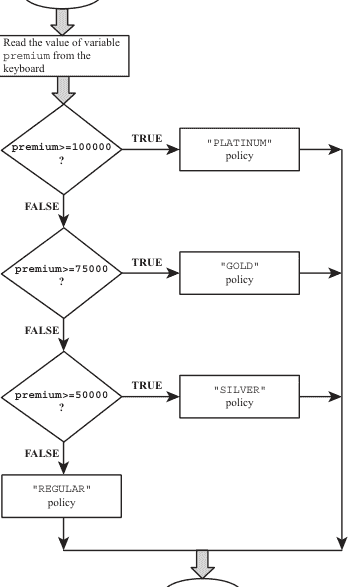 Read the value of variable
premium from the
keyboard
premium>=100000
?
TRUE
"PLATINUM"
policy
FALSE
premium>=75000
?
TRUE
"GOLD"
policy
FALSE
premium>=50000
?
TRUE
"SILVER"
policy
FALSE
"REGULAR"
policy